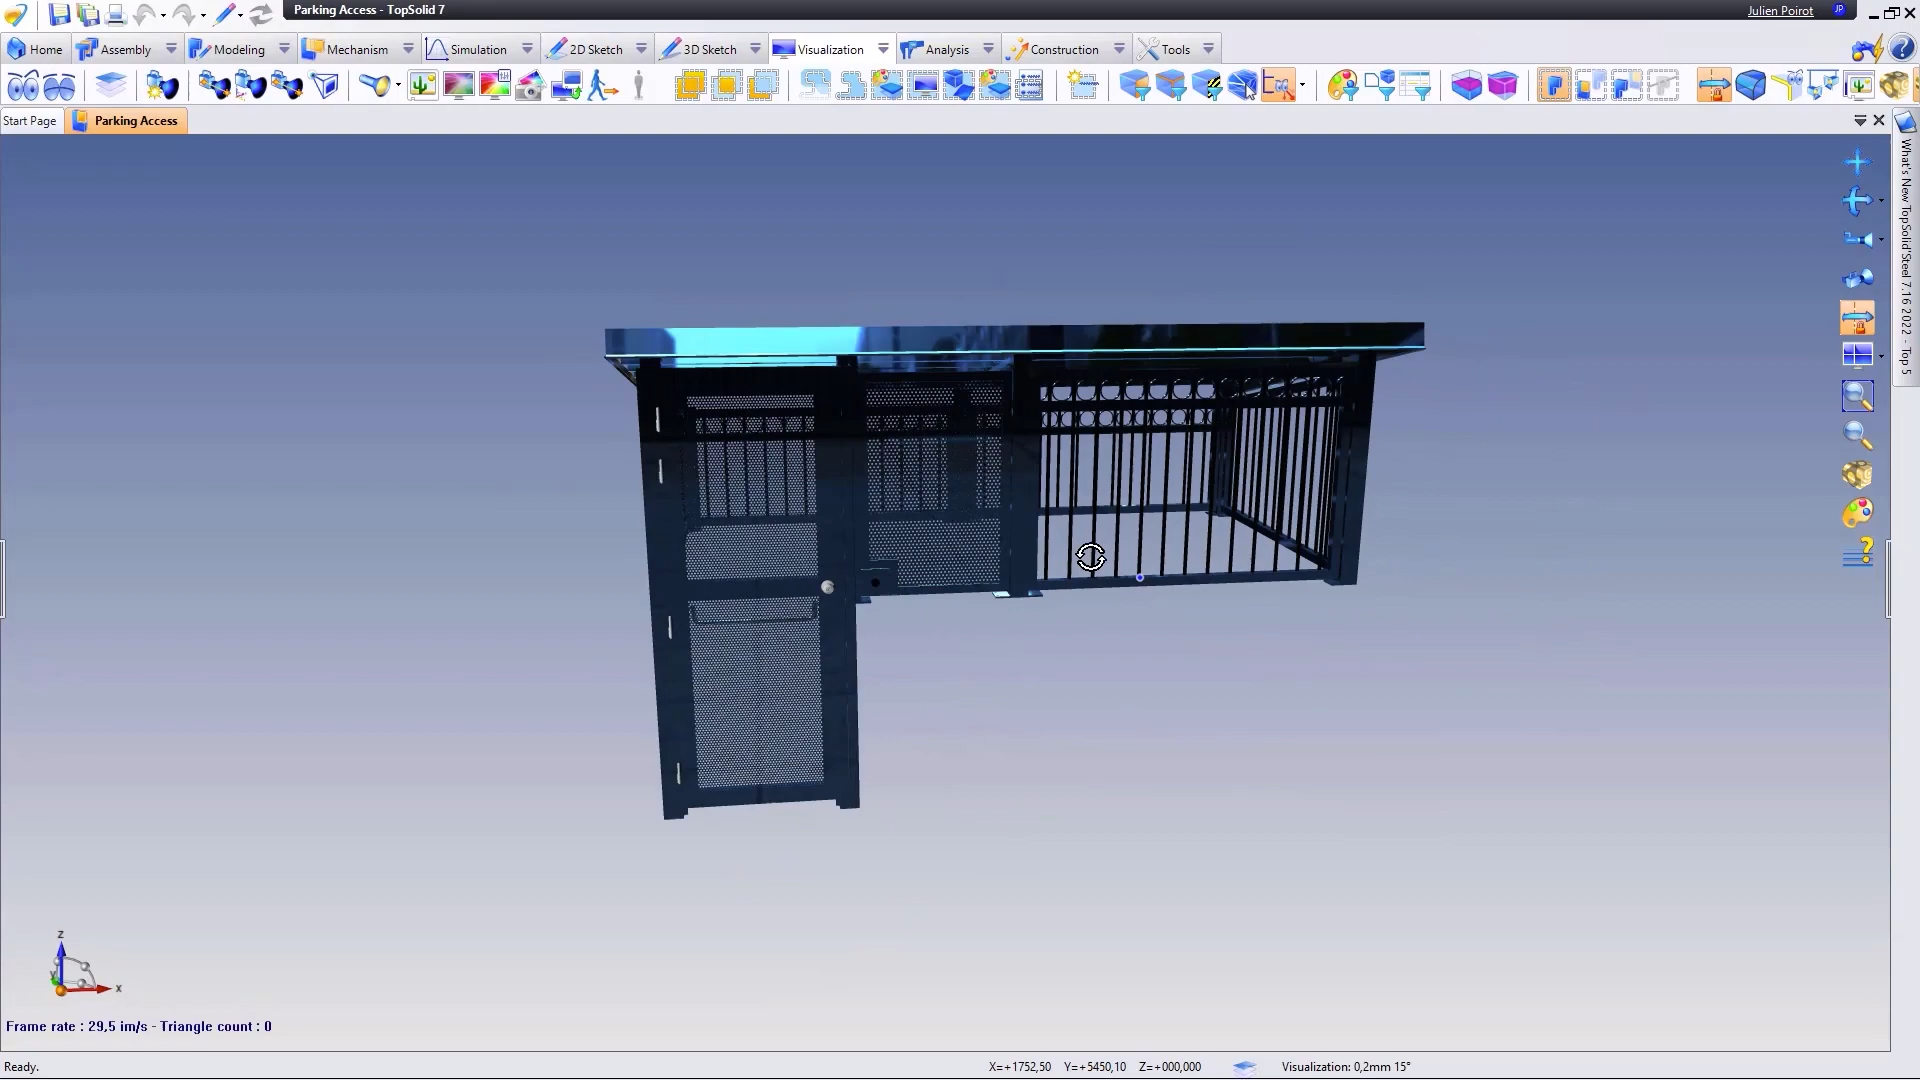 Parking Access - TopSolid 7
Julien Poirot
JP
Home
Assembly
Modeling
Mechanism
Simulation
2D Sketch
3D Sketch
Visualization
Analysis
Construction
Tools
Start Page
Parking Access
What's New TopSolid'Steel 7.16 2022 - Top 5
z
y
x
Frame rate : 29,5 im/s - Triangle count : 0
Ready.
X=+1752,50 Y=+5450,10 Z=+000,000
Visualization: 0,2mm 15°